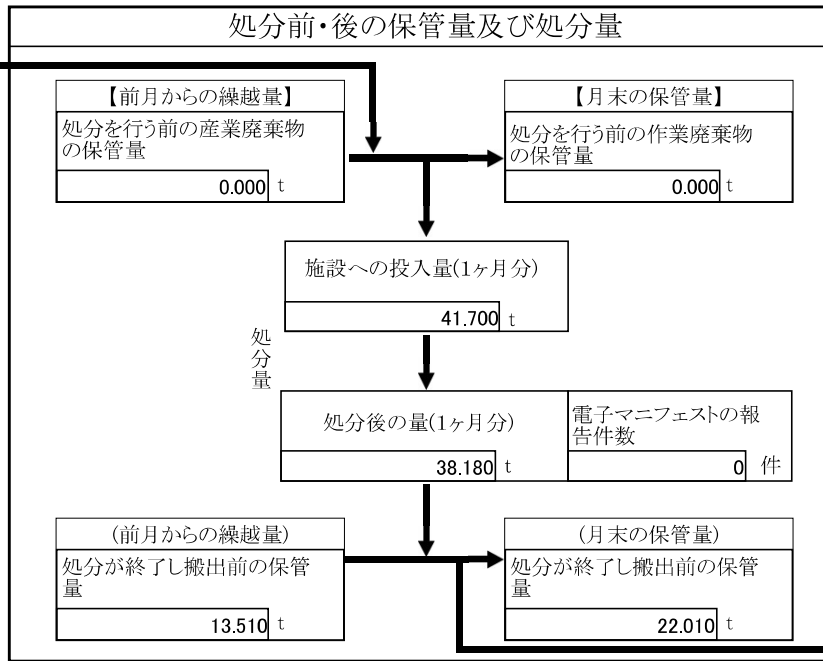 処分前・後の保管量及び処分量
【前月からの繰越量】
処分を行う前の産業廃棄物
の保管量
0.000 t
【月末の保管量】
処分を行う前の作業廃棄物
の保管量
0.000 t
施設への投入量(1ヶ月分)
41.700 t
処分量
処分後の量(1ヶ月分)
38.180 t
電子マニフェストの報
告件数
0 件
(前月からの繰越量)
処分が終了し搬出前の保管
量
13.510 t
(月末の保管量)
処分が終了し搬出前の保管
量
22.010 t